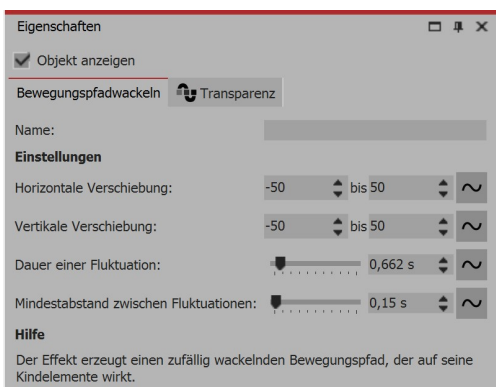 Eigenschaften
Objekt anzeigen
Bewegungspfadwackeln Transparenz
Name:
Einstellungen
Horizontale Verschiebung: -50 bis 50
Vertikale Verschiebung: -50 bis 50
Dauer einer Fluktuation: 0,662 s
Mindestabstand zwischen Fluktuationen: 0,15 s
Hilfe
Der Effekt erzeugt einen zufällig wackelnden Bewegungspfad, der auf seine
Kindelemente wirkt.